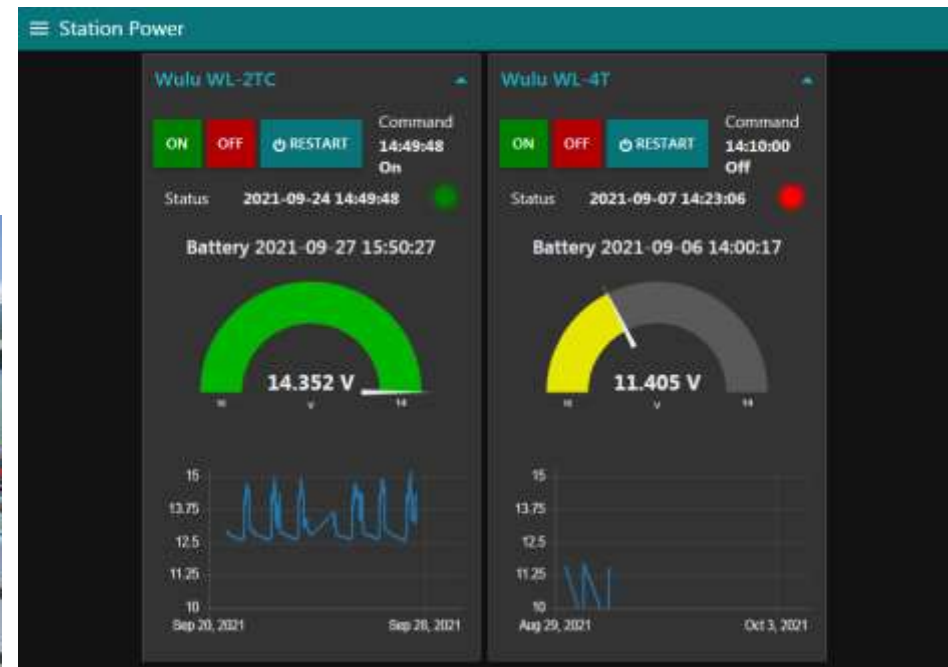 Station Power
Wulu WL-2TC
ON OFF RESTART
Command
14:49:48
On
Status 2021-09-24 14:49:48
Battery 2021-09-27 15:50:27
14.352 V
10 V 14
15
13.75
12.5
11.25
10
Sep 20, 2021 Sep 28, 2021
Wulu WL-4T
ON OFF RESTART
Command
14:10:00
Off
Status 2021-09-07 14:23:06
Battery 2021-09-06 14:00:17
11.405 V
10 V 14
15
13.75
12.5
11.25
10
Aug 29, 2021 Oct 3, 2021